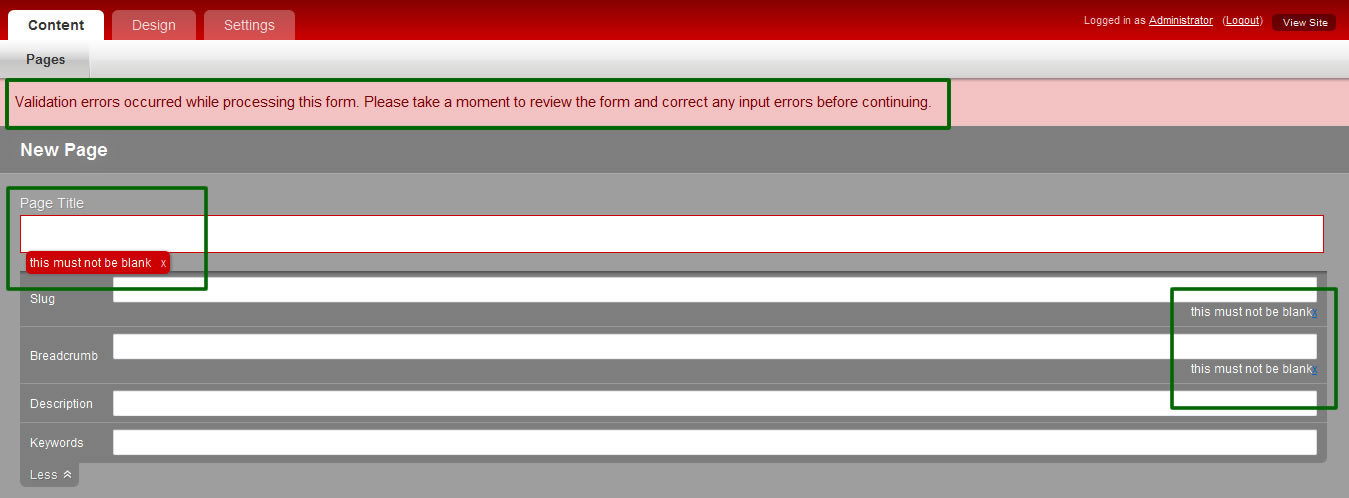 Content Design Settings Logged in as Administrator (Logout) View Site
Pages
Validation errors occurred while processing this form. Please take a moment to review the form and correct any input errors before continuing.
New Page
Page Title
this must not be blank x
Slug
this must not be blankx
Breadcrumb
this must not be blankx
Description
Keywords
Less